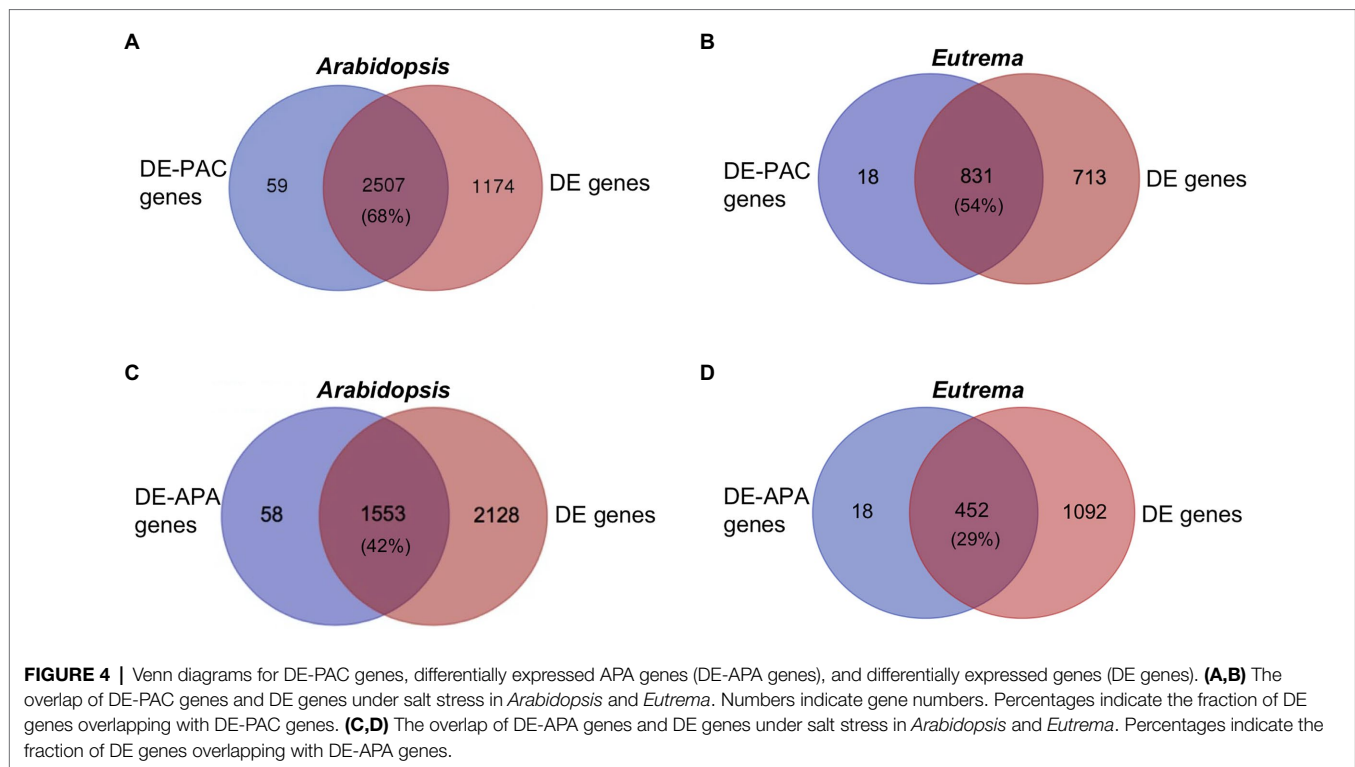 A
Arabidopsis
DE-PAC
genes
59
2507
(68%)
1174
DE genes
B
Eutrema
DE-PAC
genes
18
831
(54%)
713
DE genes
C
Arabidopsis
DE-APA
genes
58
1553
(42%)
2128
DE genes
D
Eutrema
DE-APA
genes
18
452
(29%)
1092
DE genes
FIGURE 4 | Venn diagrams for DE-PAC genes, differentially expressed APA genes (DE-APA genes), and differentially expressed genes (DE genes). (A,B) The
overlap of DE-PAC genes and DE genes under salt stress in Arabidopsis and Eutrema. Numbers indicate gene numbers. Percentages indicate the fraction of DE
genes overlapping with DE-PAC genes. (C,D) The overlap of DE-APA genes and DE genes under salt stress in Arabidopsis and Eutrema. Percentages indicate the
fraction of DE genes overlapping with DE-APA genes.